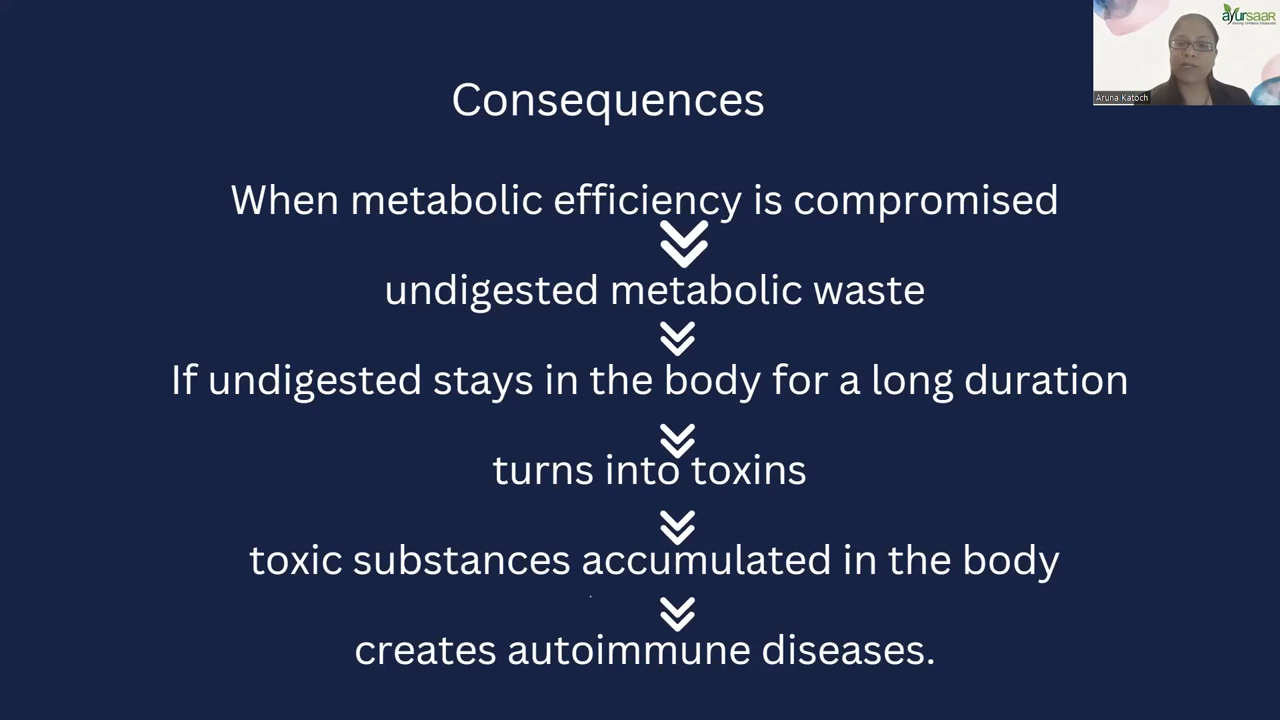 ayurSAAR
Aruna Katoch
Consequences
When metabolic efficiency is compromised
undigested metabolic waste
If undigested stays in the body for a long duration
turns into toxins
toxic substances accumulated in the body
creates autoimmune diseases.